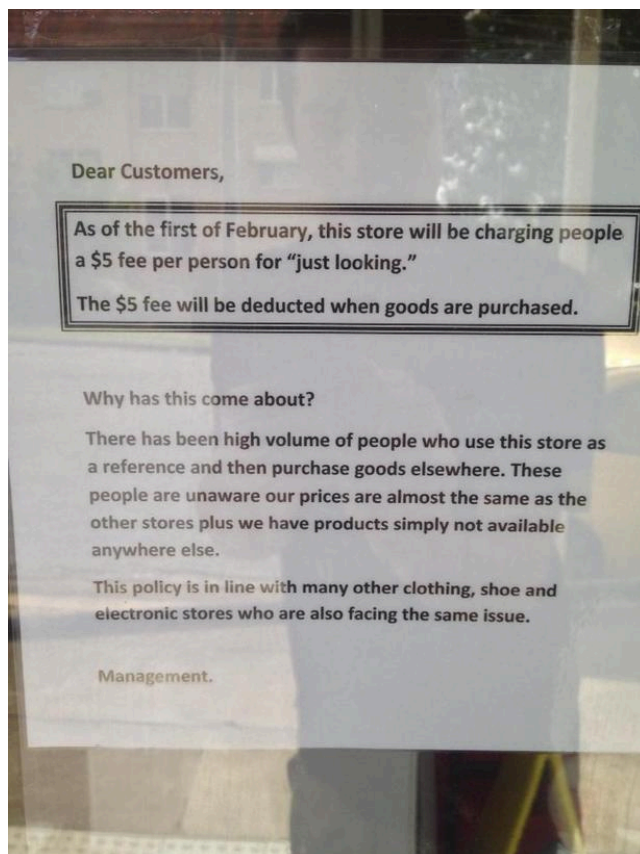 Dear Customers,
As of the first of February, this store will be charging people
a $5 fee per person for “just looking.”
The $5 fee will be deducted when goods are purchased.
Why has this come about?
There has been high volume of people who use this store as
a reference and then purchase goods elsewhere. These
people are unaware our prices are almost the same as the
other stores plus we have products simply not available
anywhere else.
This policy is in line with many other clothing, shoe and
electronic stores who are also facing the same issue.
Management.